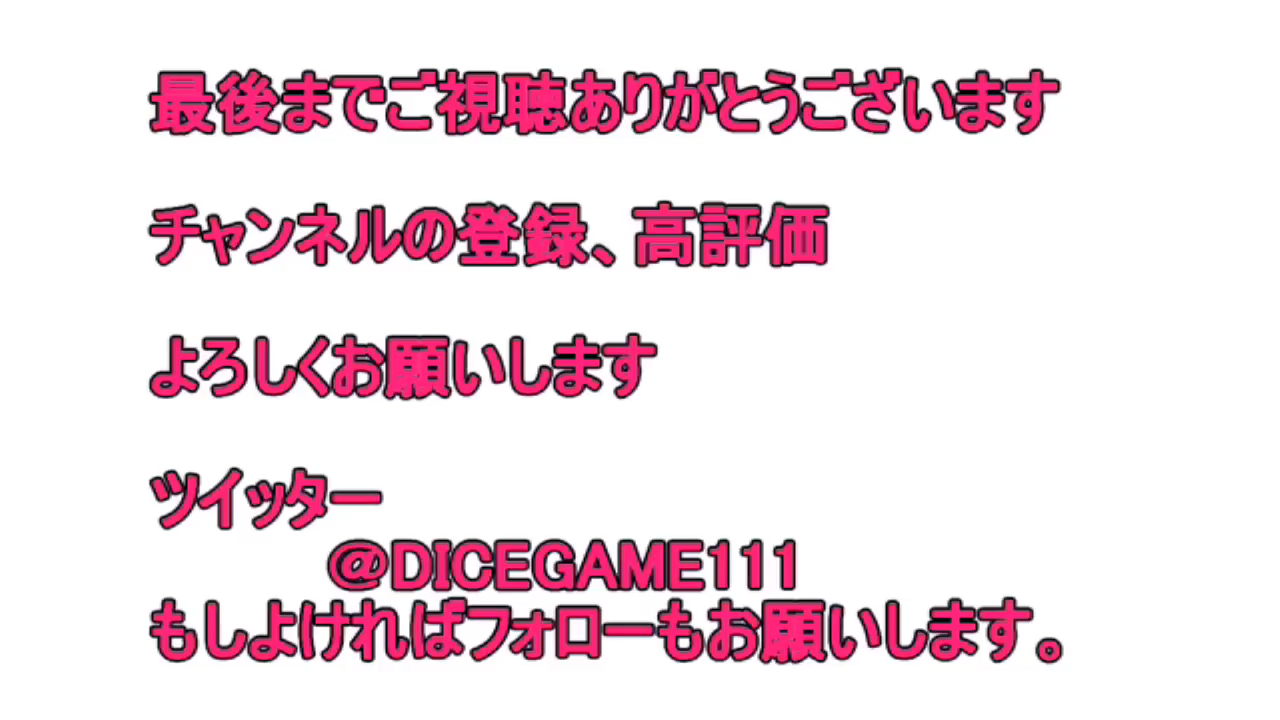 最後までご視聴ありがとうございます
チャンネルの登録、高評価
よろしくお願いします
ツイッター
@DICEGAME111
もしよければフォローもお願いします。